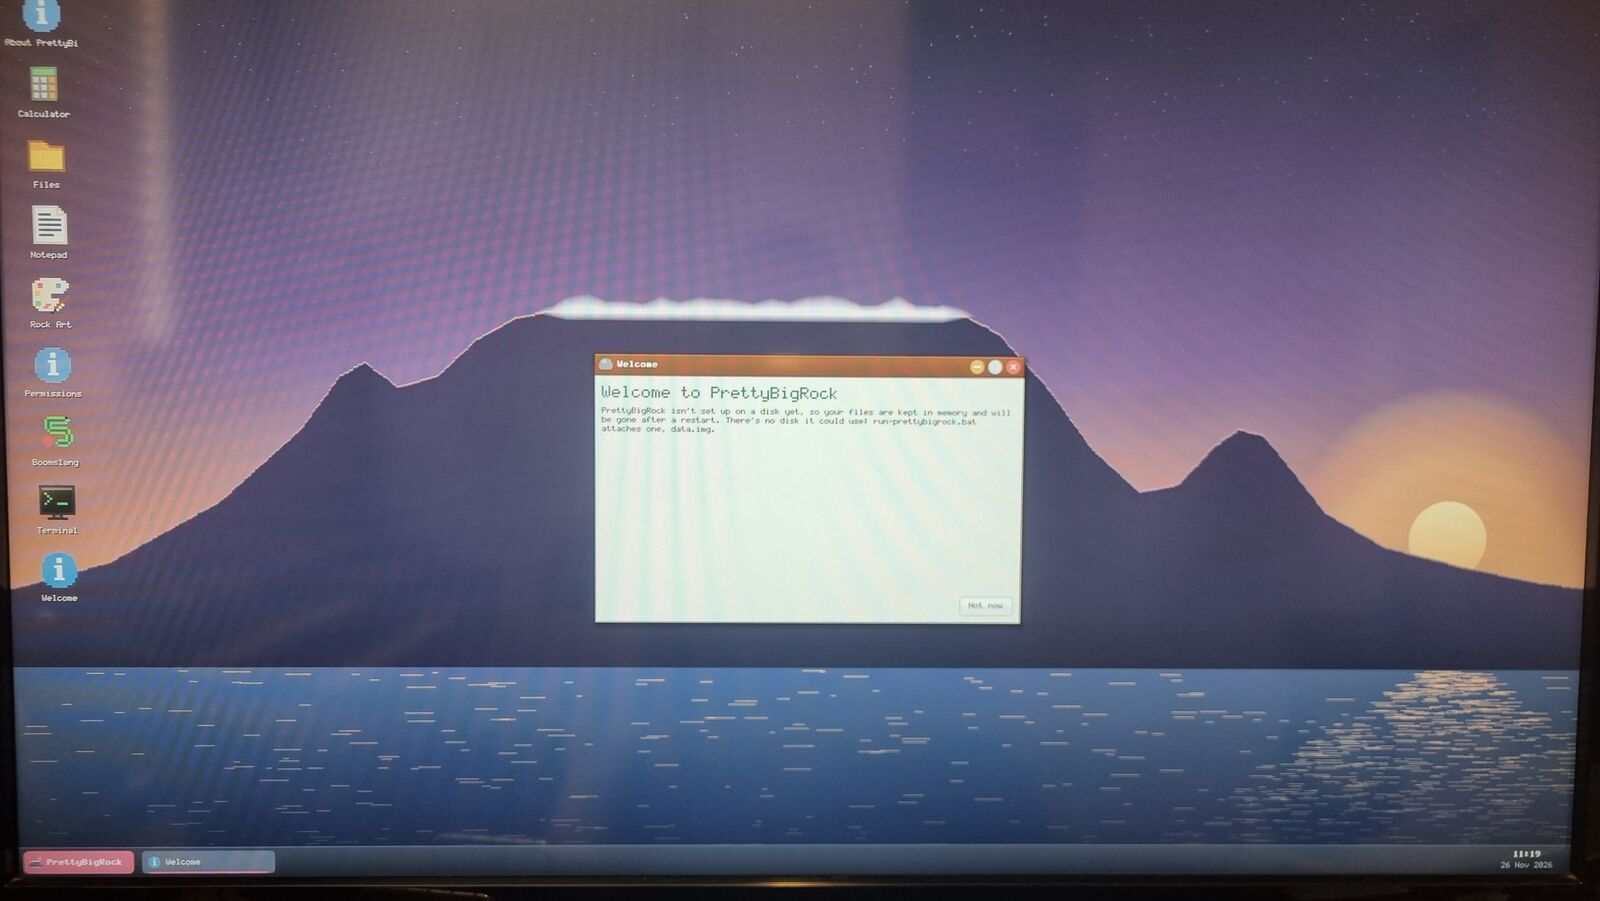 About PrettyBi
Calculator
Files
Notepad
Rock Art
Permissions
Boomslang
Terminal
Welcome
Welcome
Welcome to PrettyBigRock
PrettyBigRock isn't set up on a disk yet, so your files are kept in memory and will
be gone after a restart. There's no disk it could use: run-prettybigrock.bat
attaches one, data.img.
Not now
PrettyBigRock
Welcome
11:19
26 Nov 2026